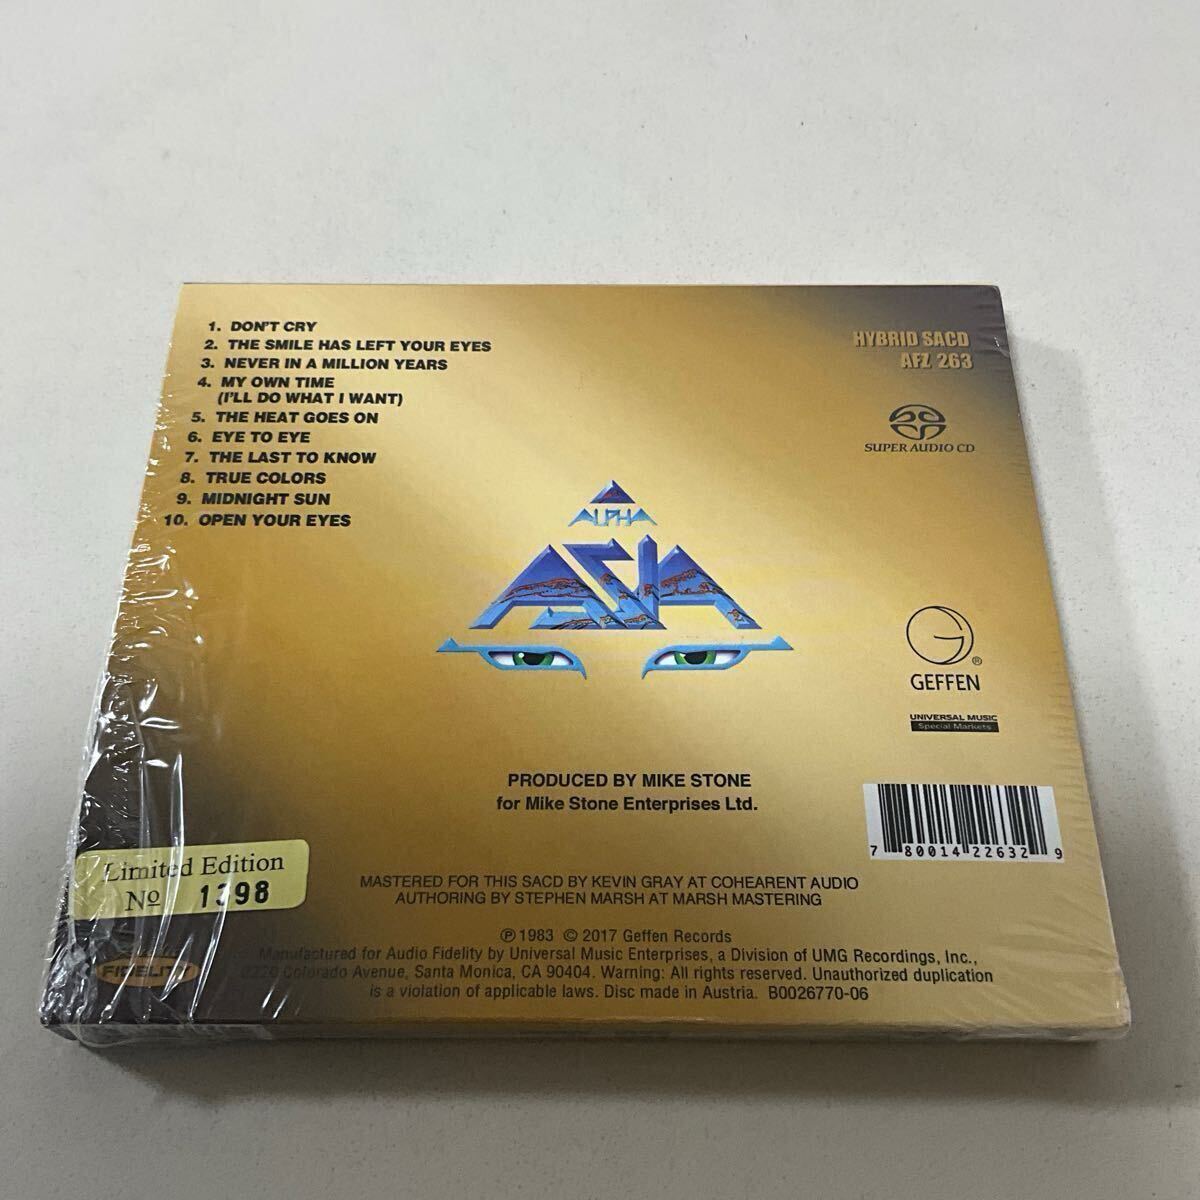 1. DON'T CRY
2. THE SMILE HAS LEFT YOUR EYES
3. NEVER IN A MILLION YEARS
4. MY OWN TIME
(I'LL DO WHAT I WANT)
5. THE HEAT GOES ON
6. EYE TO EYE
7. THE LAST TO KNOW
8. TRUE COLORS
9. MIDNIGHT SUN
10. OPEN YOUR EYES
HYBRID SACD
AFZ 263
SUPER AUDIO CD
ALPHA
ASIA
GEFFEN
®
UNIVERSAL MUSIC
Special Markets
PRODUCED BY MIKE STONE
for Mike Stone Enterprises Ltd.
7 80014 22632 9
Limited Edition
No 1398
MASTERED FOR THIS SACD BY KEVIN GRAY AT COHEARENT AUDIO
AUTHORING BY STEPHEN MARSH AT MARSH MASTERING
℗ 1983 © 2017 Geffen Records
Manufactured for Audio Fidelity by Universal Music Enterprises, a Division of UMG Recordings, Inc.,
2220 Colorado Avenue, Santa Monica, CA 90404. Warning: All rights reserved. Unauthorized duplication
is a violation of applicable laws. Disc made in Austria. B0026770-06
FIDELITY